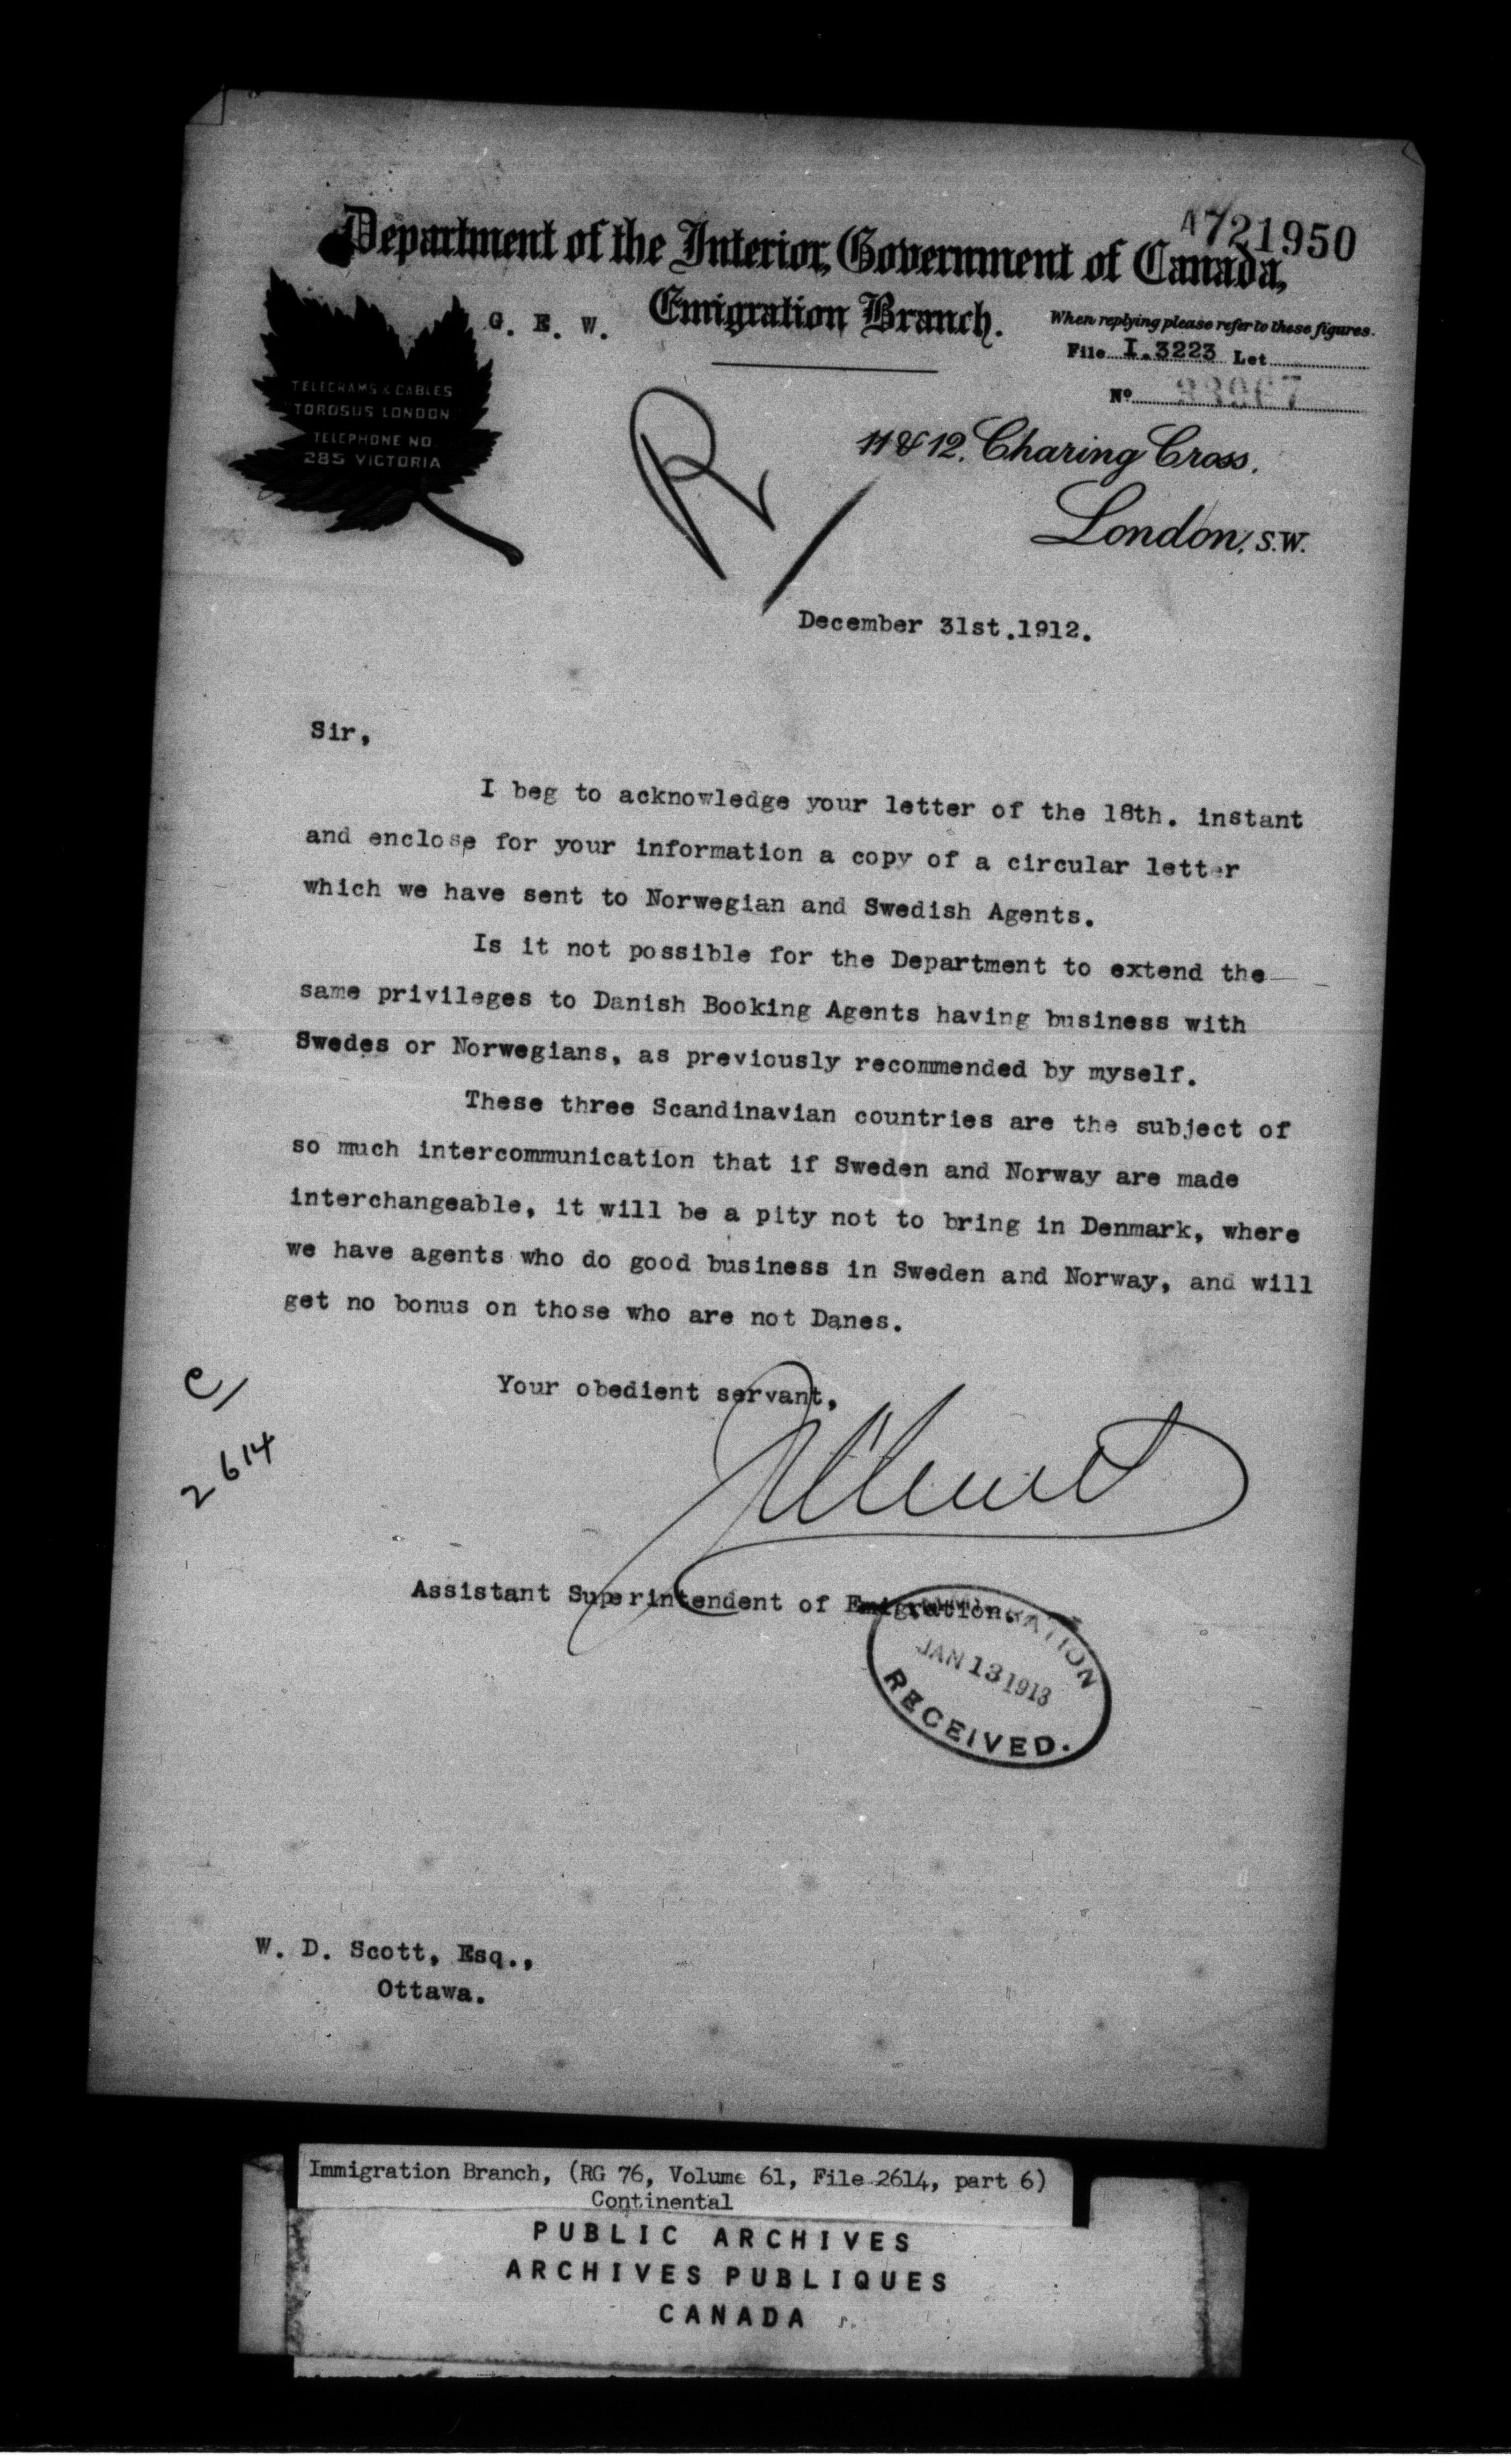 721950
Department of the Interior, Government of Canada,
Emigration Branch.
G. E. W.
When replying please refer to these figures.
File I.3223 Let
No
TELEGRAMS & CABLES
"TOROSUS LONDON"
TELEPHONE NO.
285 VICTORIA
11 & 12, Charing Cross,
London, S.W.
R/
December 31st.1912.
Sir,
I beg to acknowledge your letter of the 18th. instant
and enclose for your information a copy of a circular letter
which we have sent to Norwegian and Swedish Agents.
Is it not possible for the Department to extend the
same privileges to Danish Booking Agents having business with
Swedes or Norwegians, as previously recommended by myself.
These three Scandinavian countries are the subject of
so much intercommunication that if Sweden and Norway are made
interchangeable, it will be a pity not to bring in Denmark, where
we have agents who do good business in Sweden and Norway, and will
get no bonus on those who are not Danes.
C/
2614
Your obedient servant,
Assistant Superintendent of Emigration.
JAN 13 1913
RECEIVED.
W. D. Scott, Esq.,
Ottawa.
Immigration Branch, (RG 76, Volume 61, File 2614, part 6)
Continental
PUBLIC ARCHIVES
ARCHIVES PUBLIQUES
CANADA